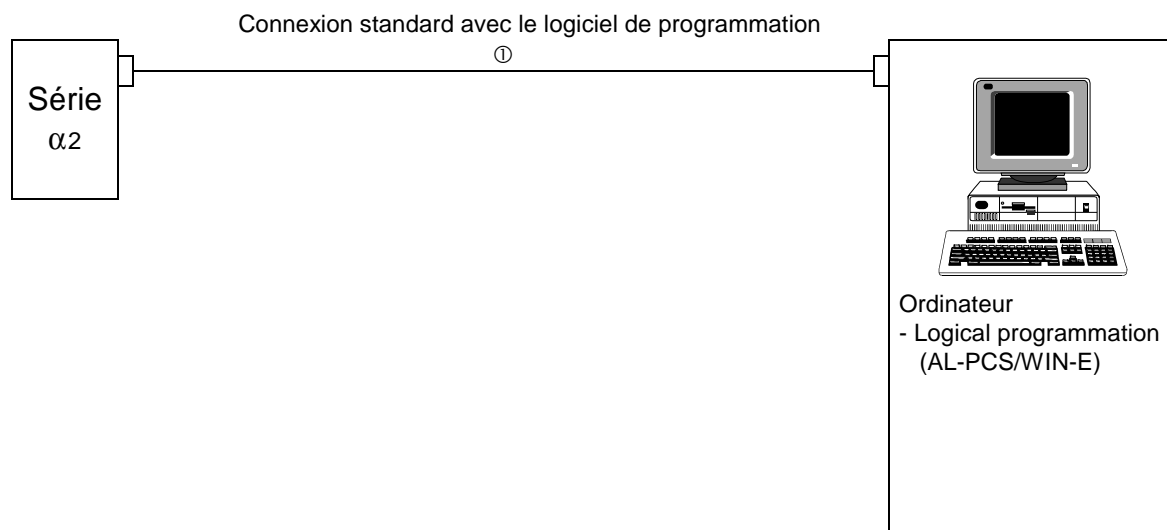 Connexion standard avec le logiciel de programmation
①
Série
α2
Ordinateur
- Logical programmation
(AL-PCS/WIN-E)